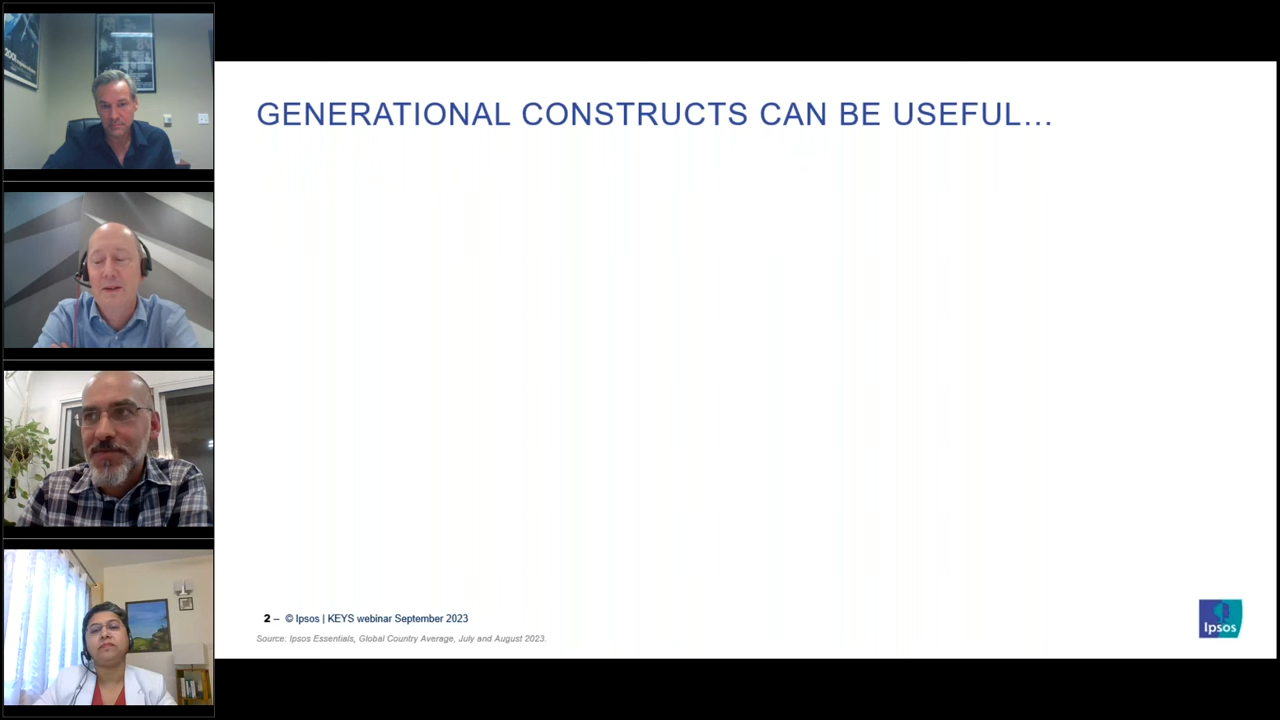 GENERATIONAL CONSTRUCTS CAN BE USEFUL...
2 – © Ipsos | KEYS webinar September 2023
Source: Ipsos Essentials, Global Country Average, July and August 2023.
Ipsos